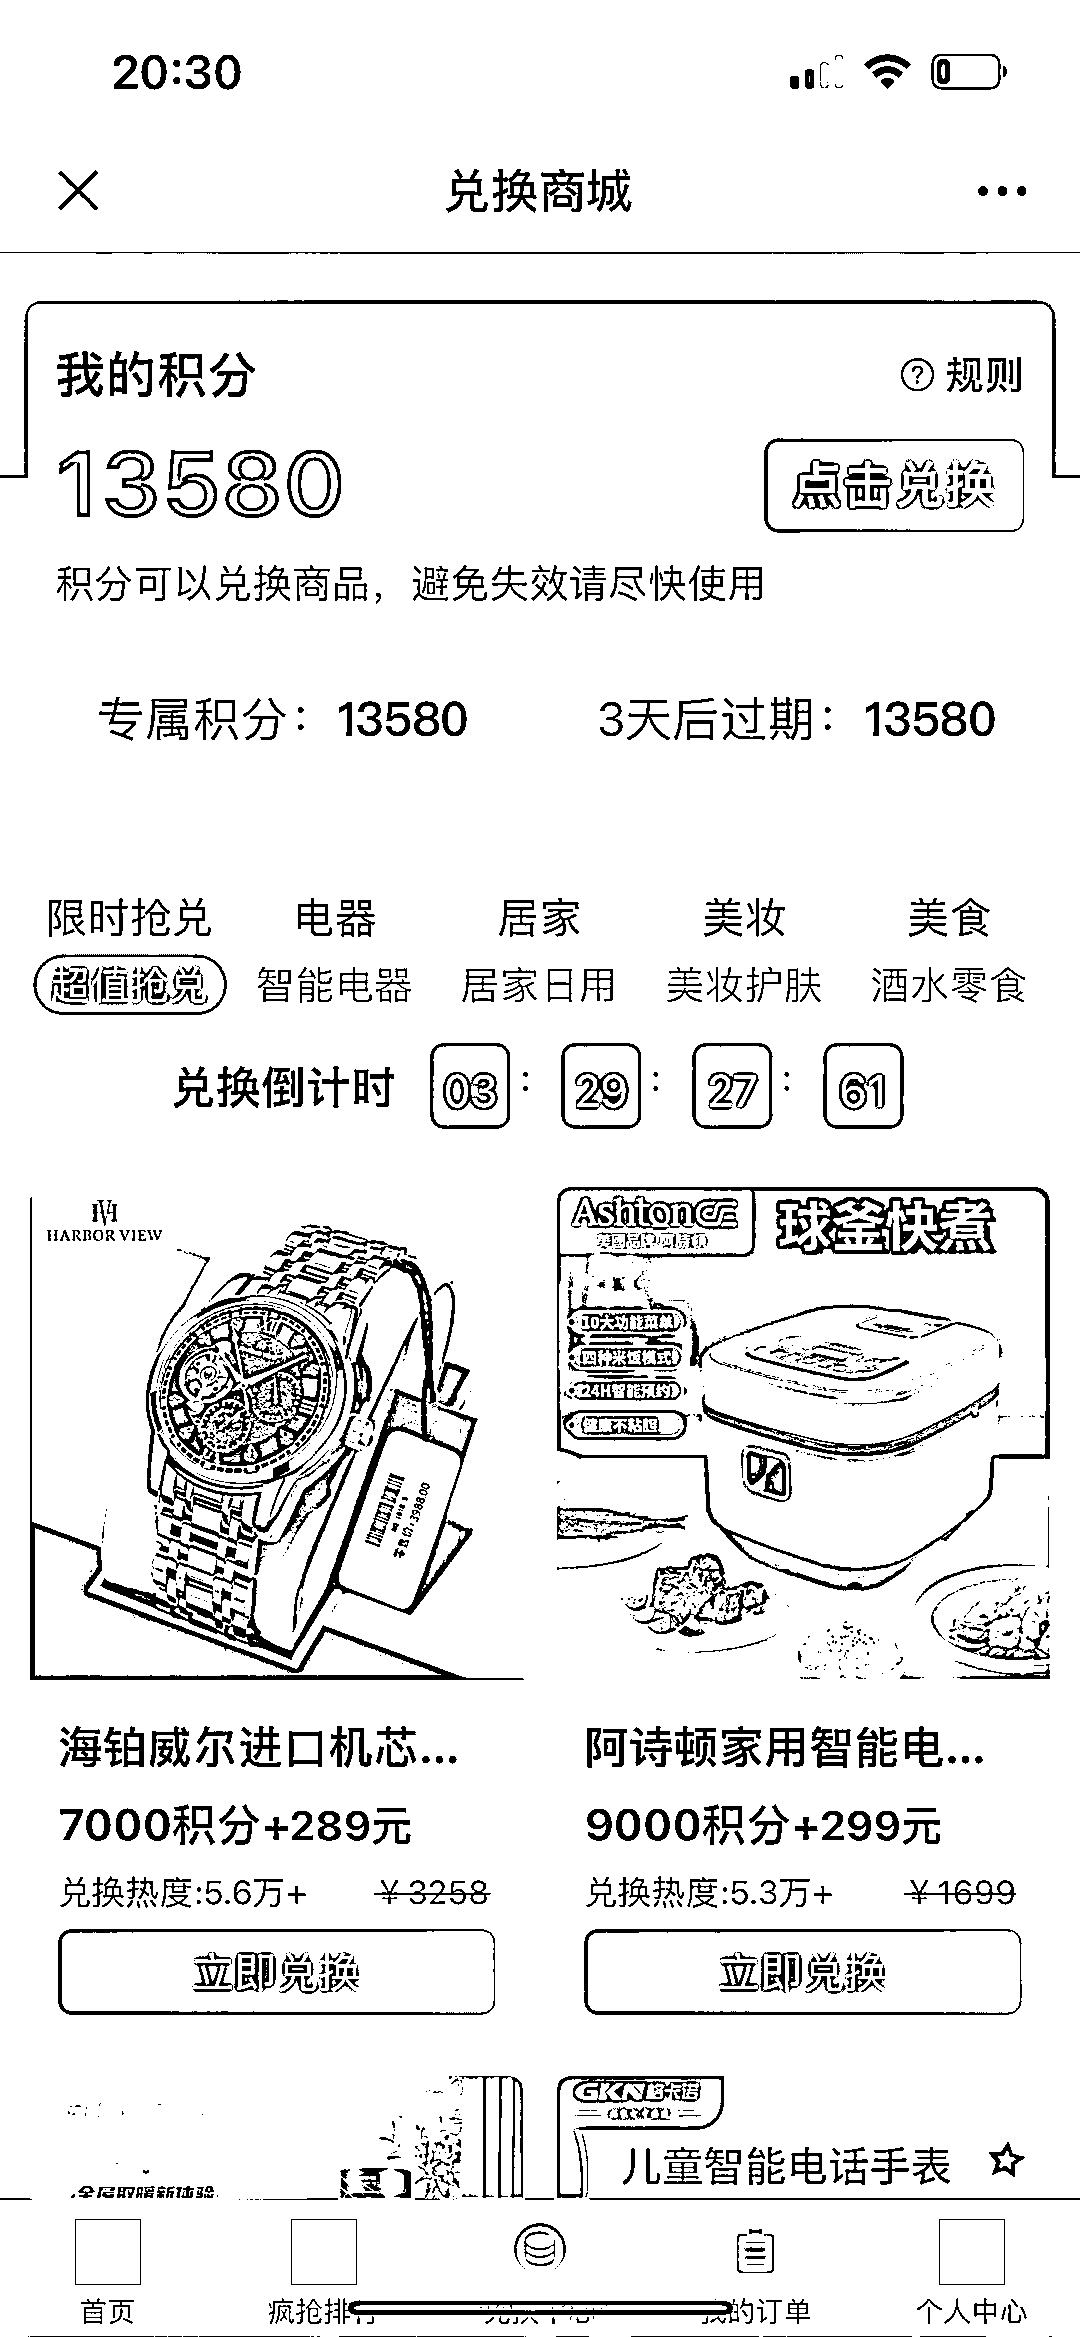 20:30
兑换商城
我的积分
规则
13580
点击兑换
积分可以兑换商品，避免失效请尽快使用
专属积分：13580
3天后过期：13580
限时抢兑 电器 居家 美妆 美食
超值抢兑 智能电器 居家日用 美妆护肤 酒水零食
兑换倒计时 03 : 29 : 27 : 61
HARBOR VIEW
零售价:3988.00
Ashton
球釜快煮
10大功能菜单
四种米饭模式
24H智能预约
海铂威尔进口机芯...
7000积分+289元
兑换热度:5.6万+ ￥3258
立即兑换
阿诗顿家用智能电...
9000积分+299元
兑换热度:5.3万+ ￥1699
立即兑换
全屋取暖新体验
GKN
儿童智能电话手表
首页
疯抢排行
我的订单
个人中心